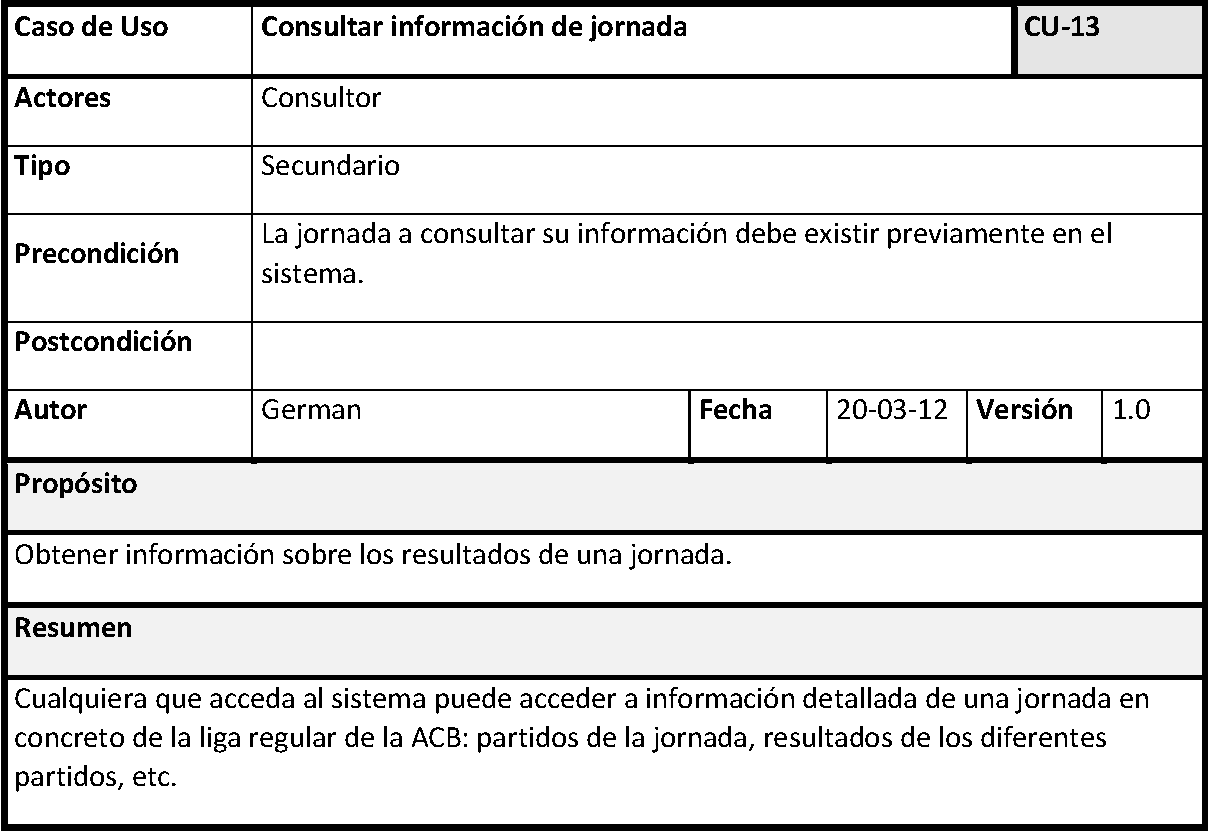 Caso de Uso Consultar información de jornada CU-13
Actores Consultor
Tipo Secundario
Precondición La jornada a consultar su información debe existir previamente en el
sistema.
Postcondición
Autor German Fecha 20-03-12 Versión 1.0
Propósito
Obtener información sobre los resultados de una jornada.
Resumen
Cualquiera que acceda al sistema puede acceder a información detallada de una jornada en
concreto de la liga regular de la ACB: partidos de la jornada, resultados de los diferentes
partidos, etc.